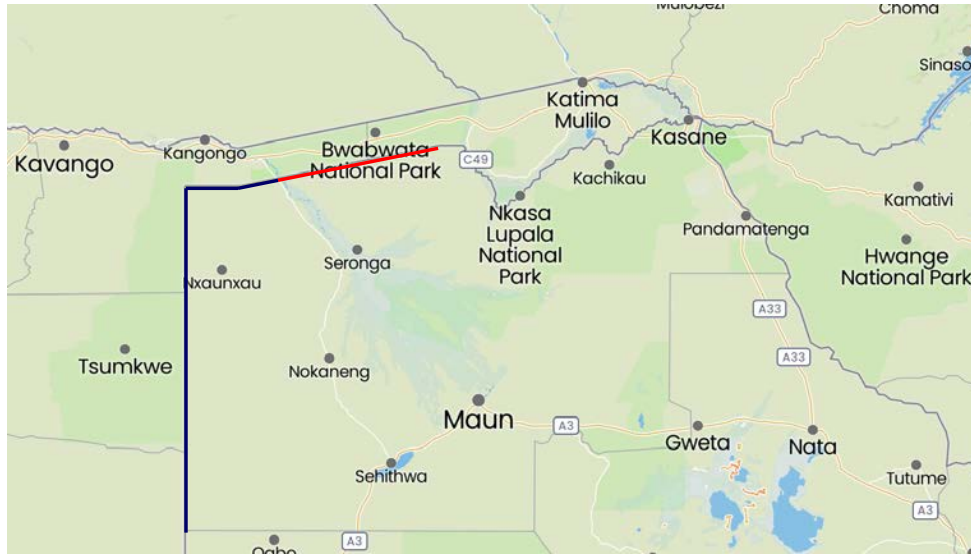 Mulobezi
Choma
Sinaso
Katima
Mulilo
Kasane
Kavango
Kangongo
Bwabwata
National Park
C49
Kachikau
Kamativi
Nkasa
Lupala
National
Park
Pandamatenga
Hwange
National Park
Seronga
Nxaunxau
A33
A33
Tsumkwe
Nokaneng
Maun
A3
Gweta
Nata
Sehithwa
Tutume
A3
A3